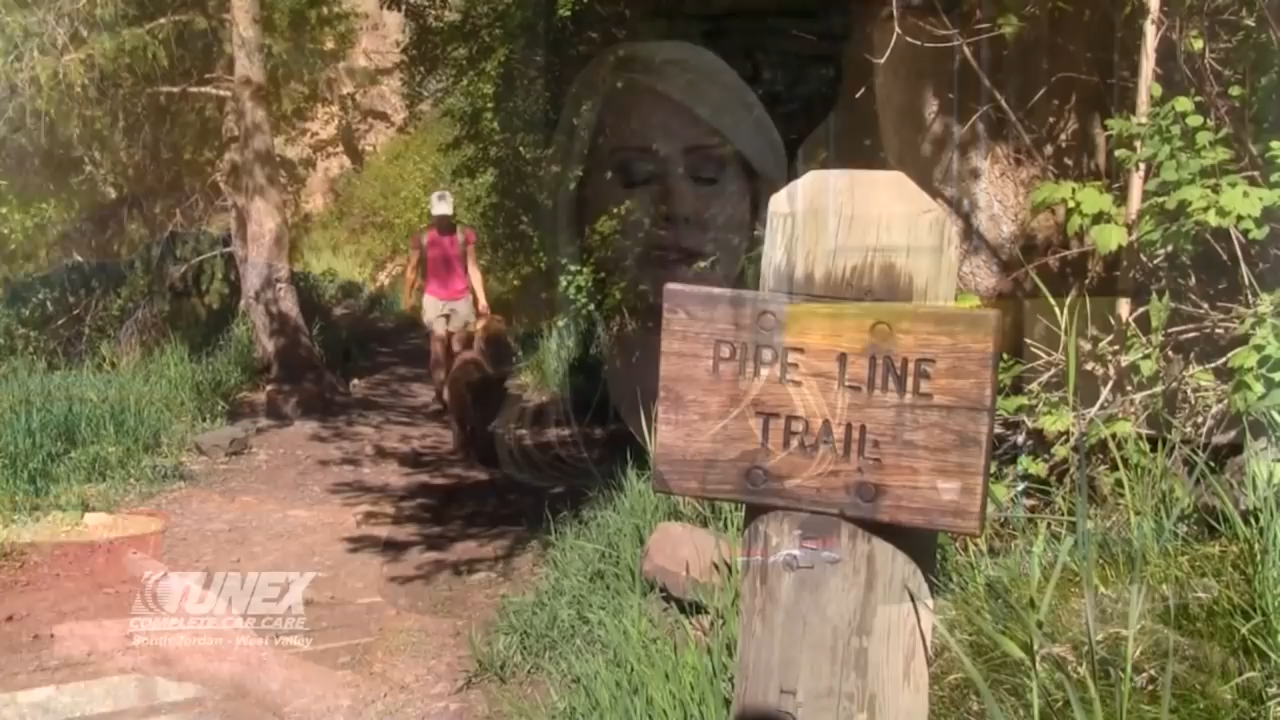 PIPE LINE
TRAIL
TUNEX
COMPLETE CAR CARE
South Jordan - West Valley